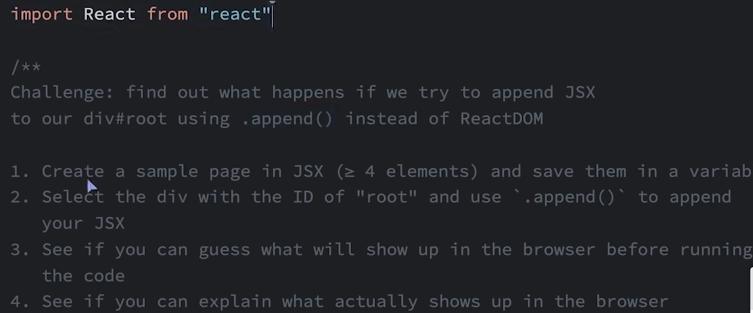 import React from "react"
/**
Challenge: find out what happens if we try to append JSX
to our div#root using .append() instead of ReactDOM
1. Create a sample page in JSX (≥ 4 elements) and save them in a variab
2. Select the div with the ID of "root" and use `.append()` to append
your JSX
3. See if you can guess what will show up in the browser before running
the code
4. See if you can explain what actually shows up in the browser